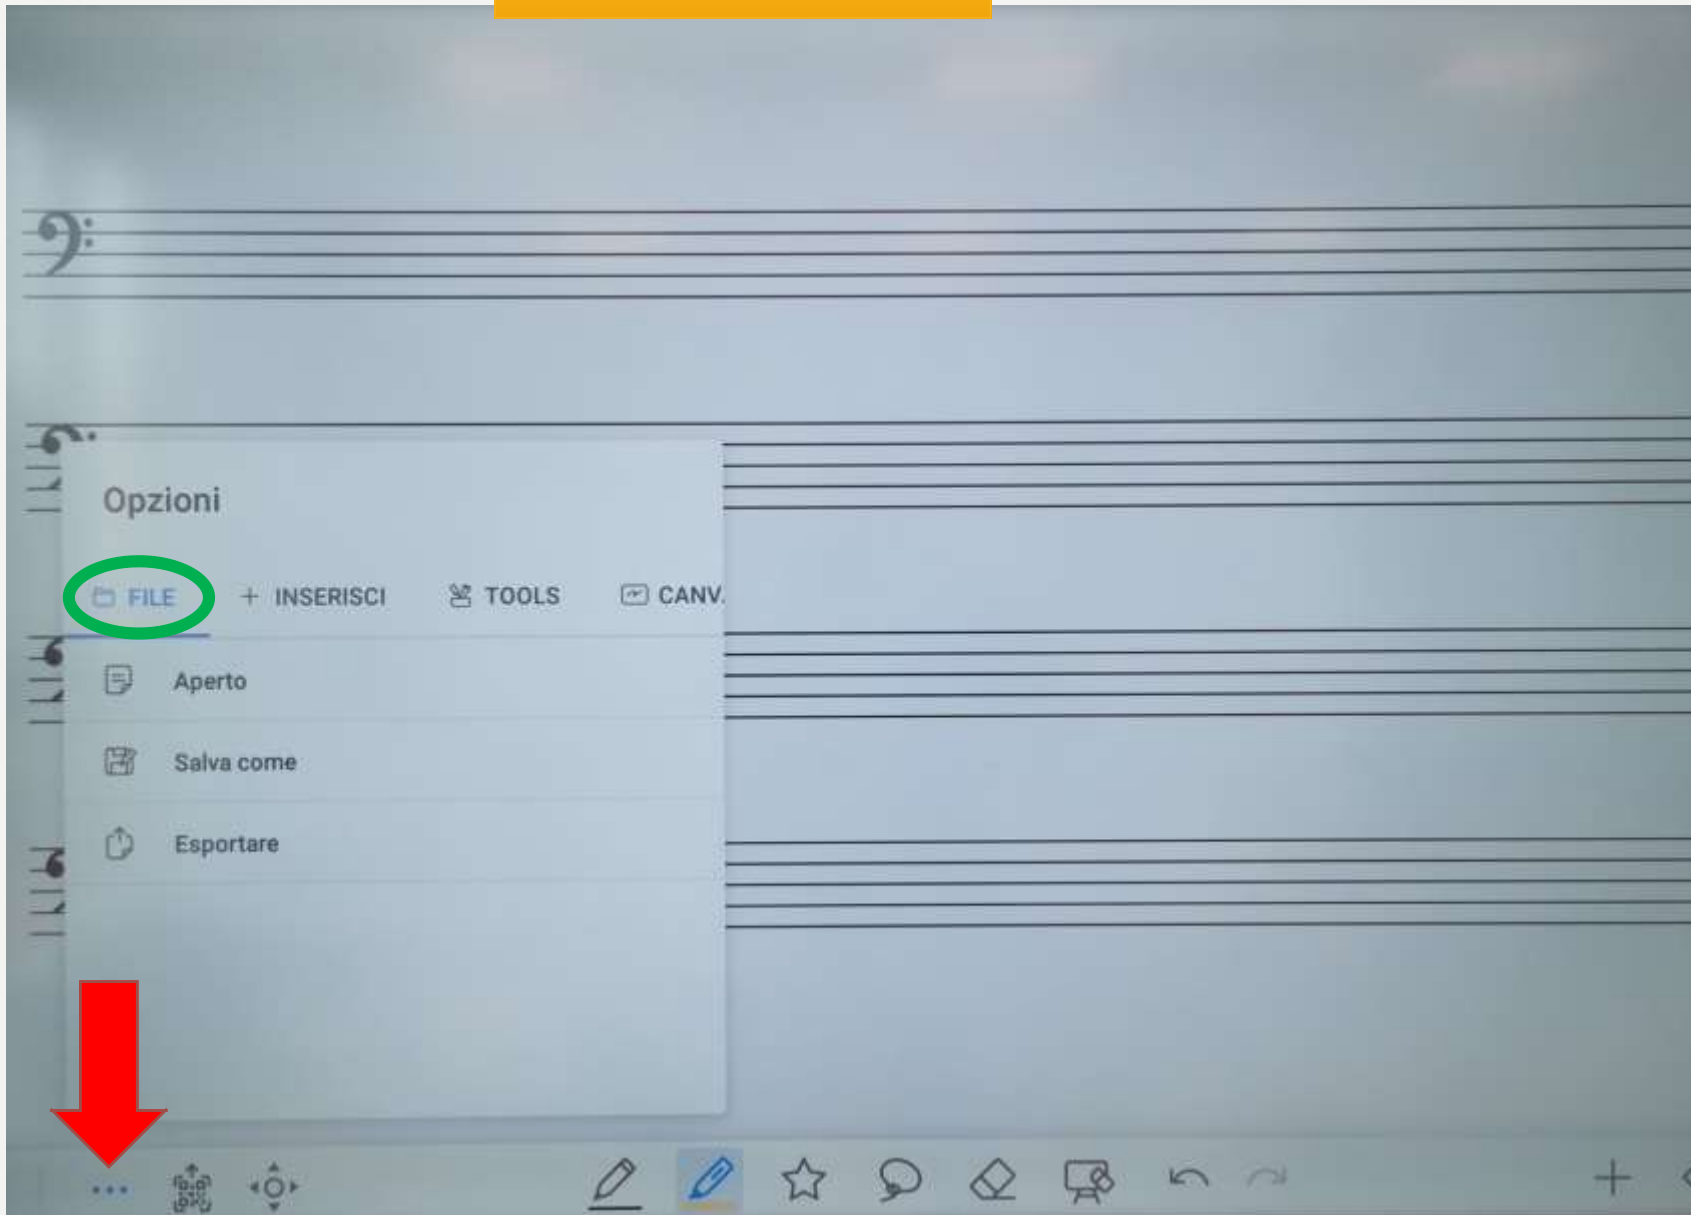 Opzioni
FILE + INSERISCI TOOLS CANV.
Aperto
Salva come
Esportare